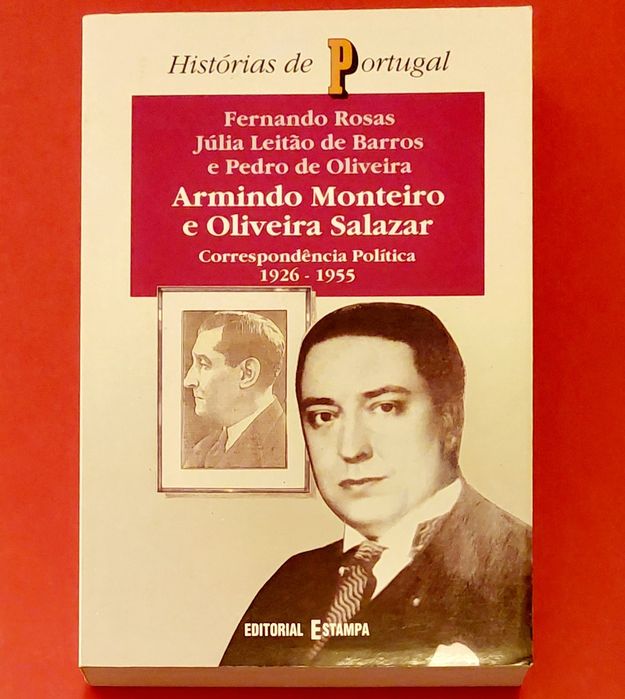 Histórias de Portugal
Fernando Rosas
Júlia Leitão de Barros
e Pedro de Oliveira
Armindo Monteiro
e Oliveira Salazar
Correspondência Política
1926 - 1955
EDITORIAL ESTAMPA